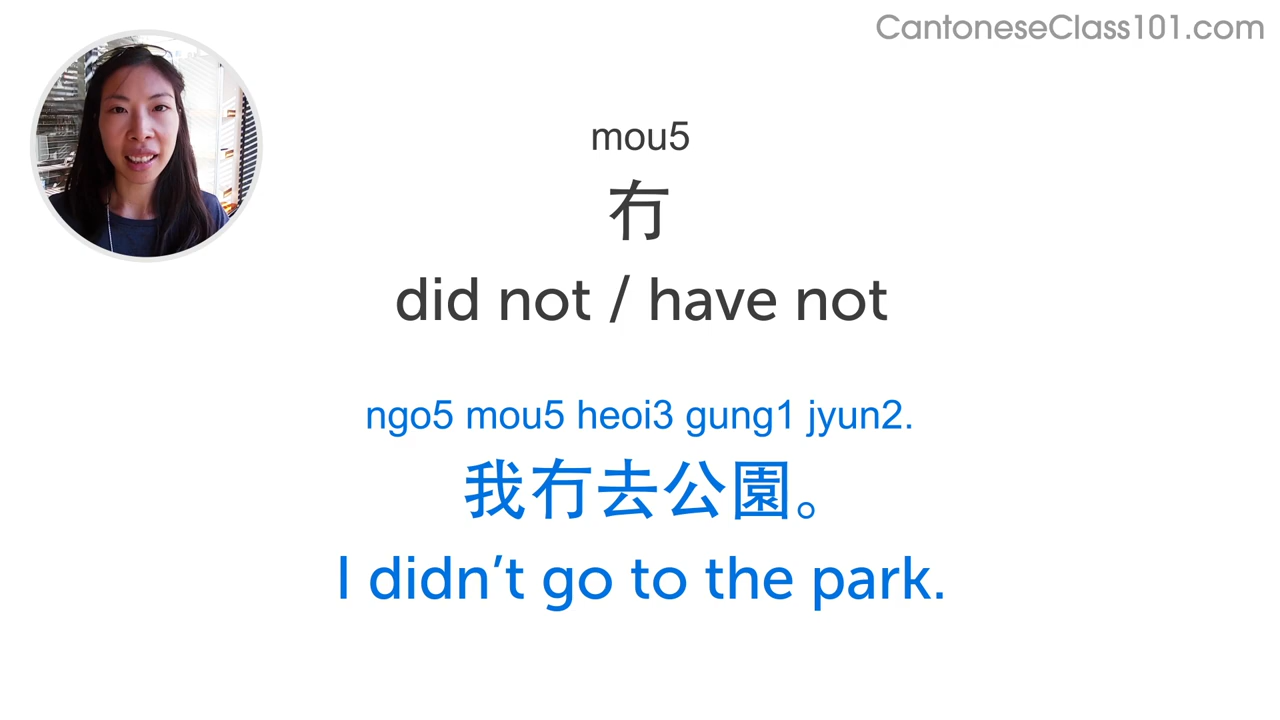 CantoneseClass101.com
mou5
冇
did not / have not
ngo5 mou5 heoi3 gung1 jyun2.
我冇去公園。
I didn’t go to the park.